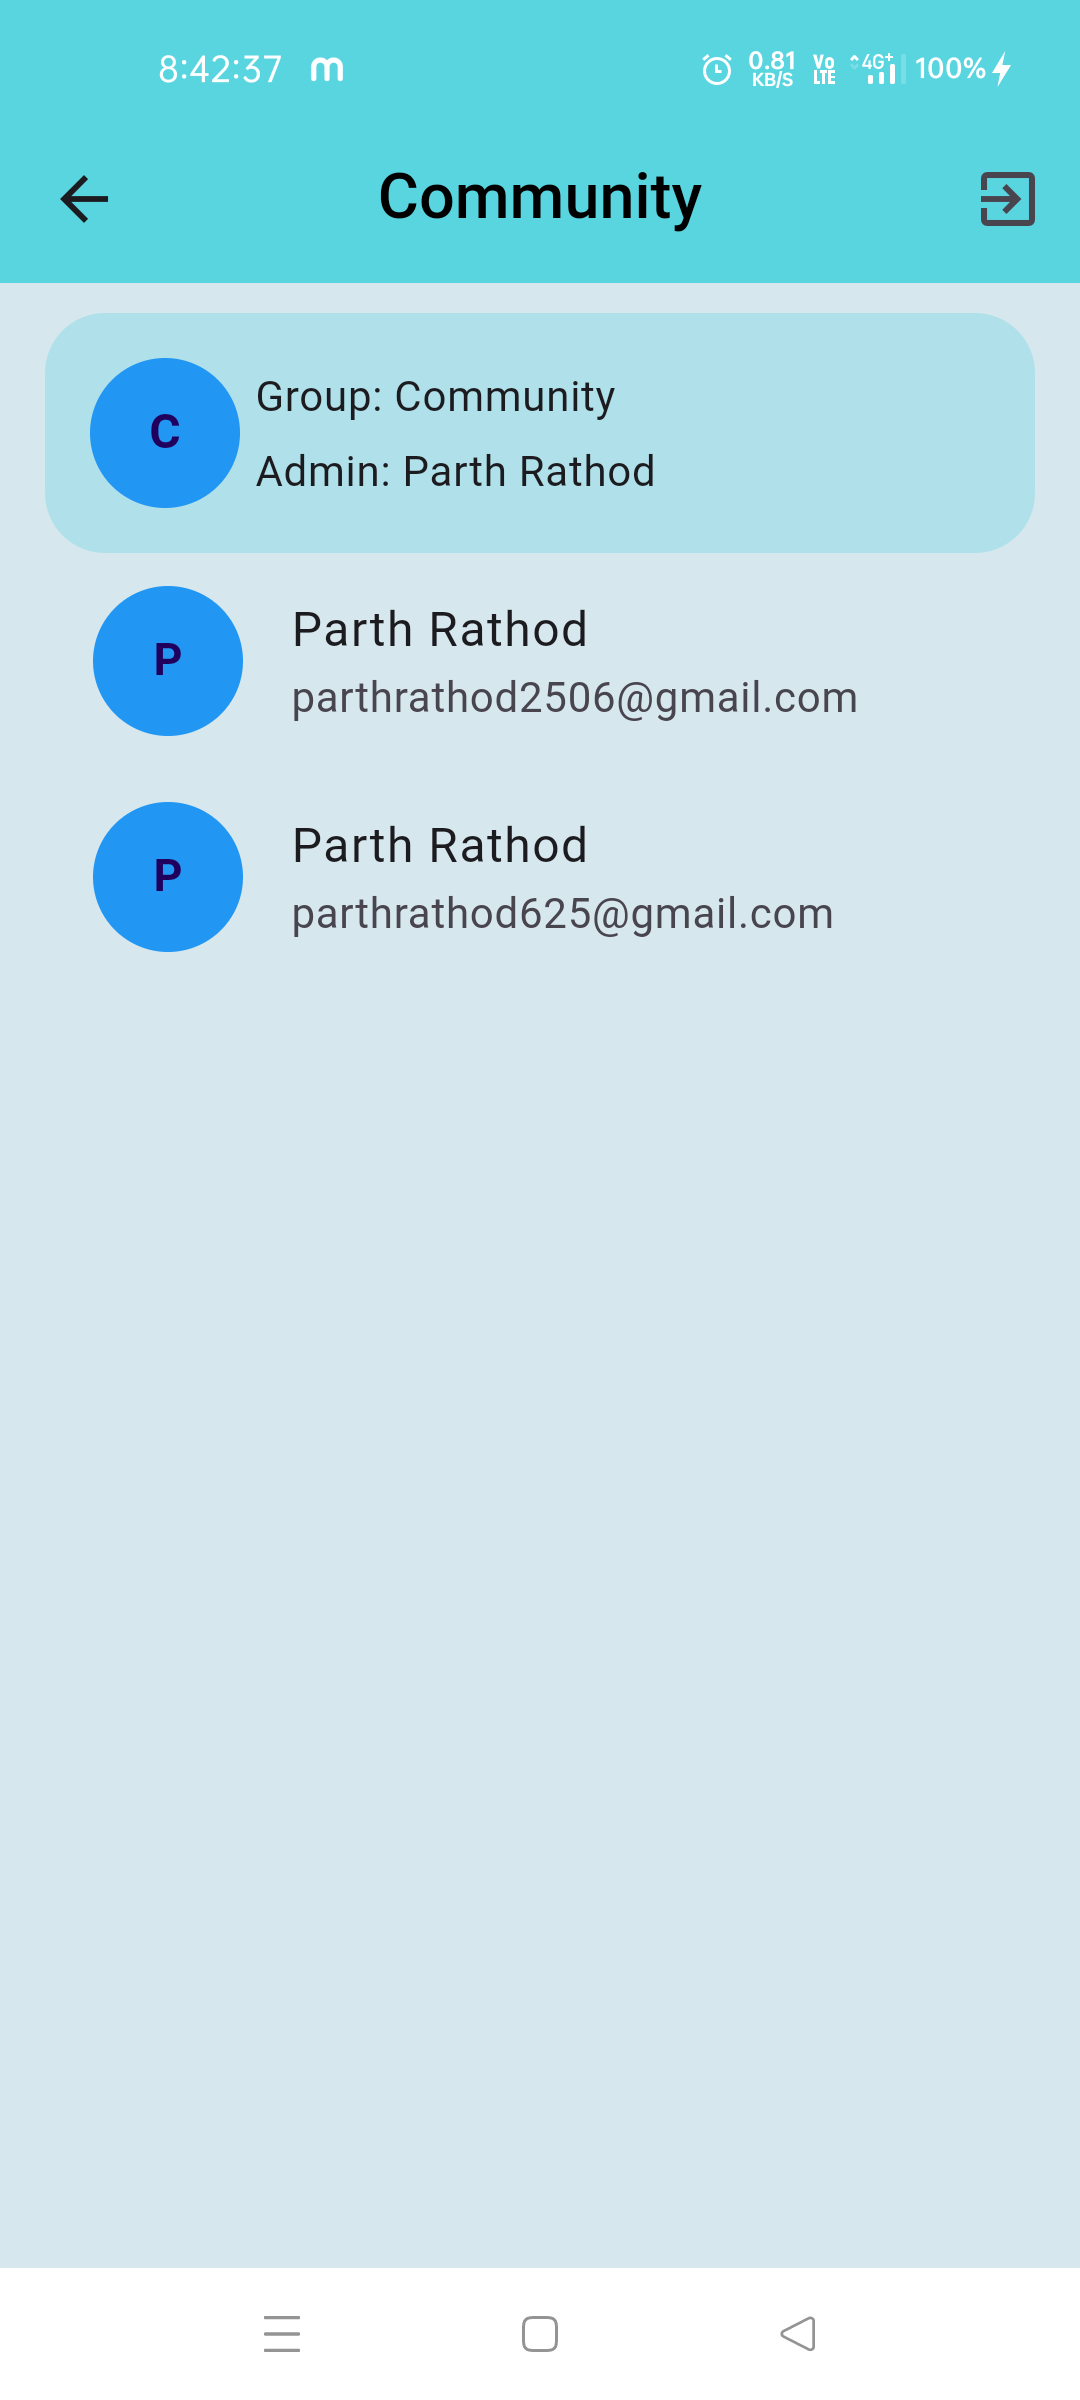 8:42:37 m 0.81 KB/S Vo LTE 4G+ 100%
Community
C
Group: Community
Admin: Parth Rathod
P
Parth Rathod
parthrathod2506@gmail.com
P
Parth Rathod
parthrathod625@gmail.com